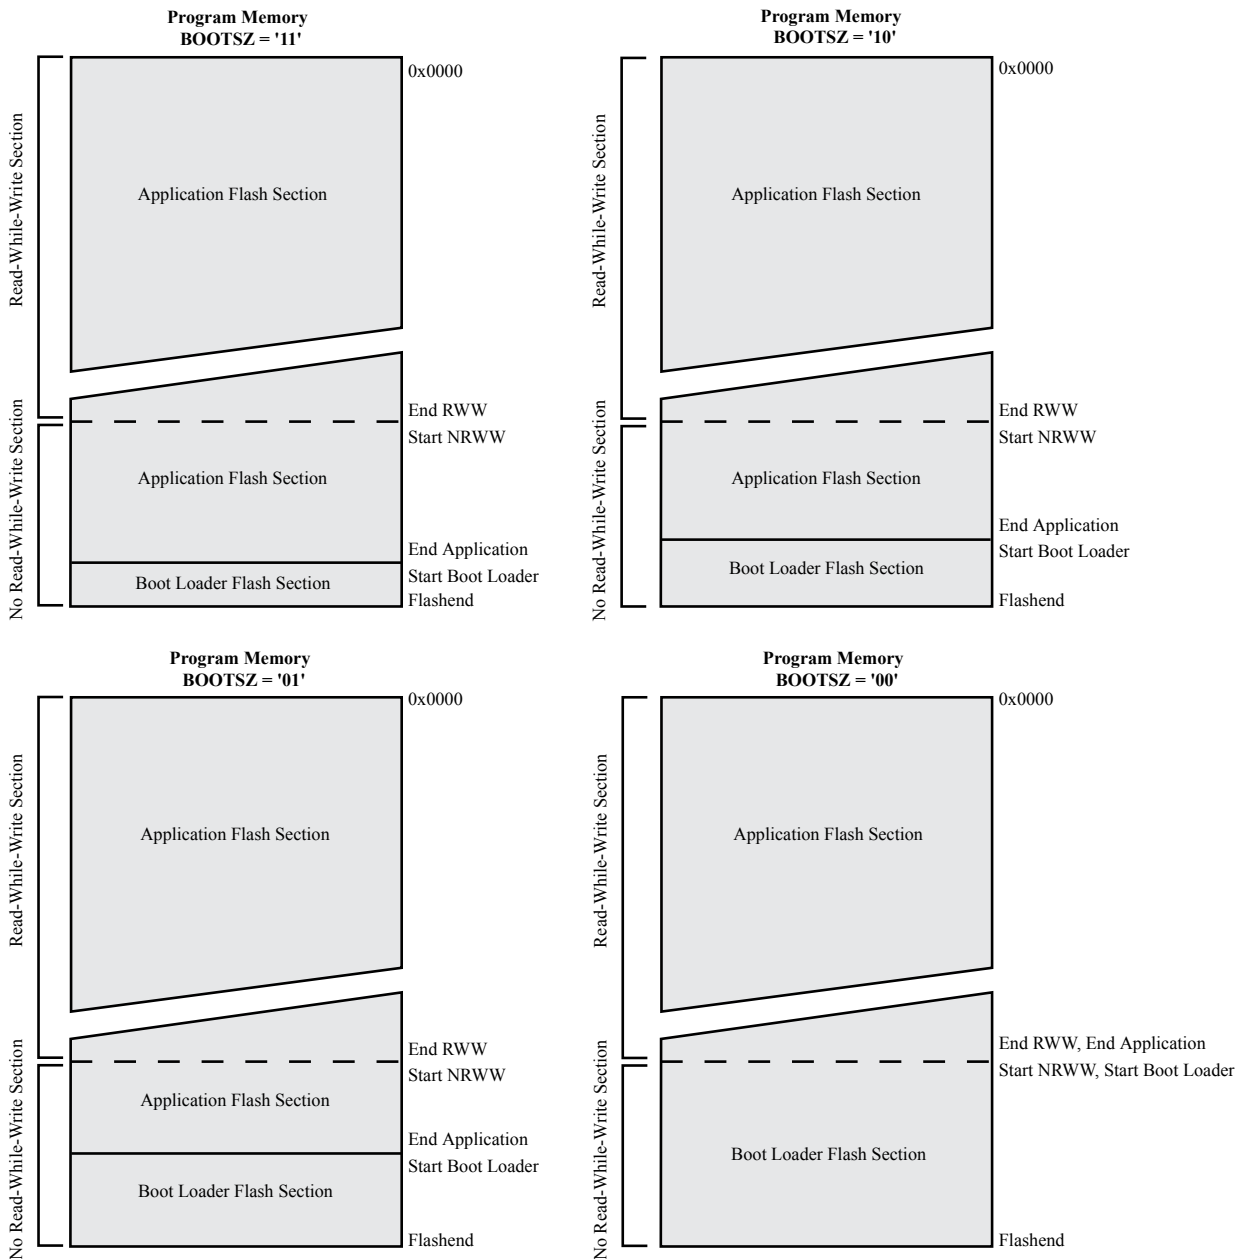 Program Memory
BOOTSZ = '11'
0x0000
Read-While-Write Section
Application Flash Section
End RWW
Start NRWW
No Read-While-Write Section
Application Flash Section
End Application
Start Boot Loader
Boot Loader Flash Section
Flashend
Program Memory
BOOTSZ = '10'
0x0000
Read-While-Write Section
Application Flash Section
End RWW
Start NRWW
No Read-While-Write Section
Application Flash Section
End Application
Start Boot Loader
Boot Loader Flash Section
Flashend
Program Memory
BOOTSZ = '01'
0x0000
Read-While-Write Section
Application Flash Section
End RWW
Start NRWW
No Read-While-Write Section
Application Flash Section
End Application
Start Boot Loader
Boot Loader Flash Section
Flashend
Program Memory
BOOTSZ = '00'
0x0000
Read-While-Write Section
Application Flash Section
End RWW, End Application
Start NRWW, Start Boot Loader
No Read-While-Write Section
Boot Loader Flash Section
Flashend